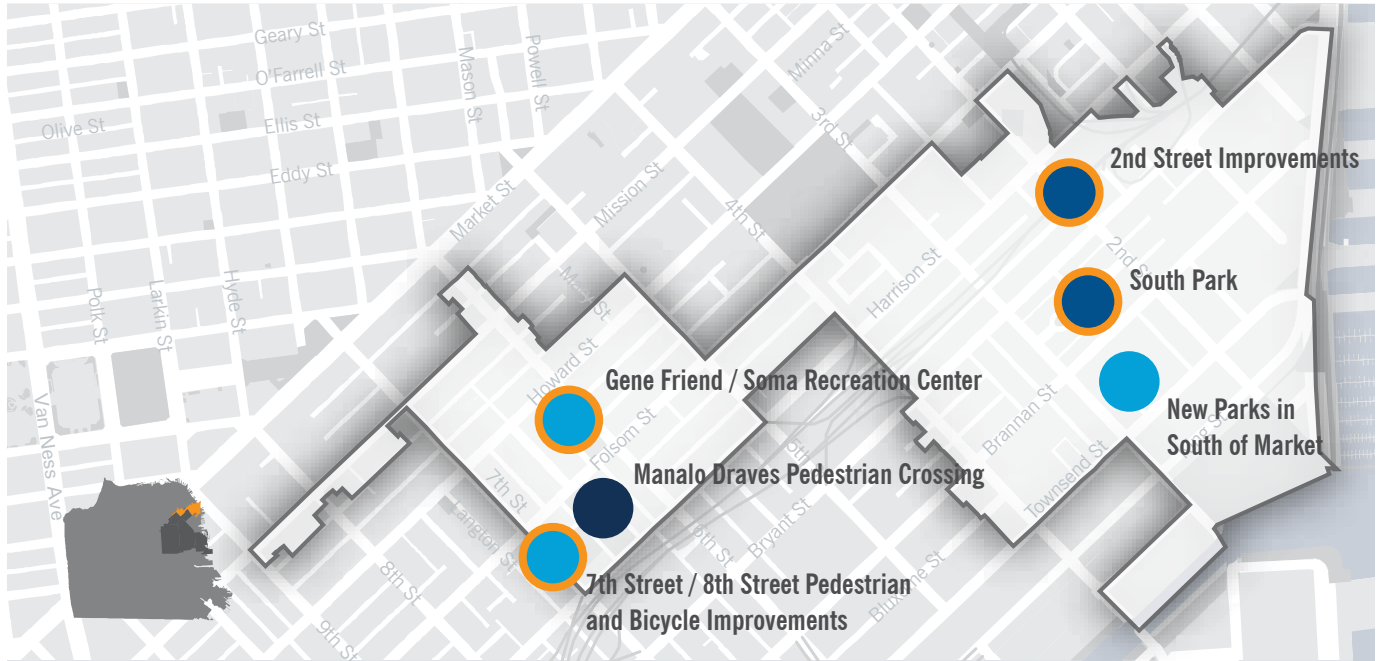 Geary St
O'Farrell St
Olive St
Ellis St
Eddy St
Mason St
Powell St
Minna St
3rd St
Market St
Mission St
4th St
2nd Street Improvements
Larkin St
Hyde St
Polk St
Harrison St
2nd S
South Park
Howard St
Gene Friend / Soma Recreation Center
Van Ness Ave
Folsom St
Brannan St
New Parks in
South of Market
7th St
Manalo Draves Pedestrian Crossing
Townsend St
Langton St
Bryant St
8th St
7th Street / 8th Street Pedestrian
and Bicycle Improvements
9th St